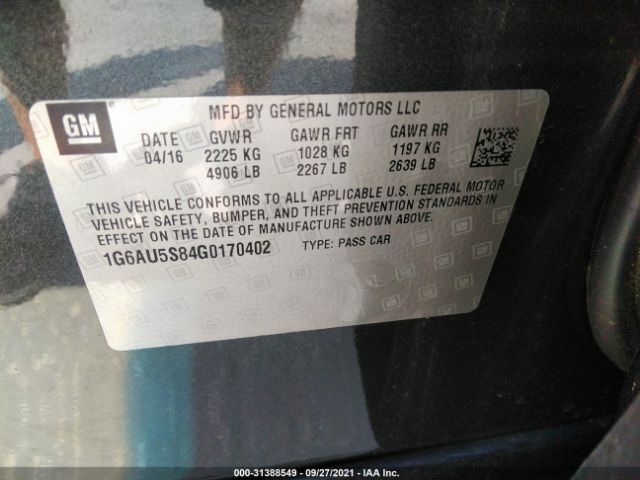 GM
MFD BY GENERAL MOTORS LLC
DATE GVWR GAWR FRT GAWR RR
04/16 2225 KG 1028 KG 1197 KG
4906 LB 2267 LB 2639 LB
THIS VEHICLE CONFORMS TO ALL APPLICABLE U.S. FEDERAL MOTOR
VEHICLE SAFETY, BUMPER, AND THEFT PREVENTION STANDARDS IN
EFFECT ON THE DATE OF MANUFACTURE SHOWN ABOVE.
1G6AU5S84G0170402 TYPE: PASS CAR
000-31388549 - 09/27/2021 - IAA Inc.